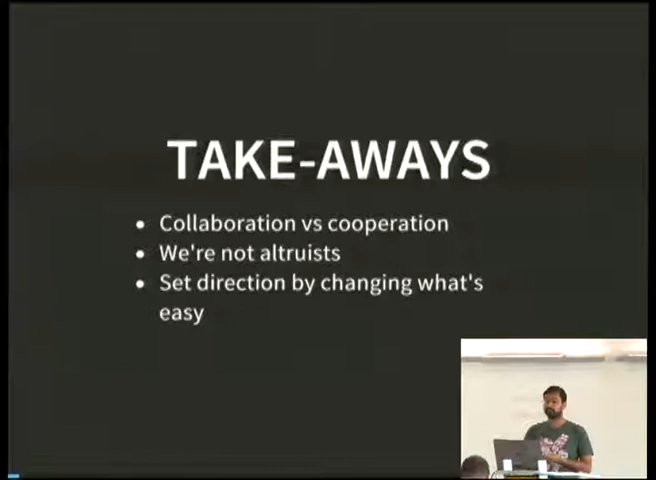 TAKE-AWAYS
Collaboration vs cooperation
We're not altruists
Set direction by changing what's
easy